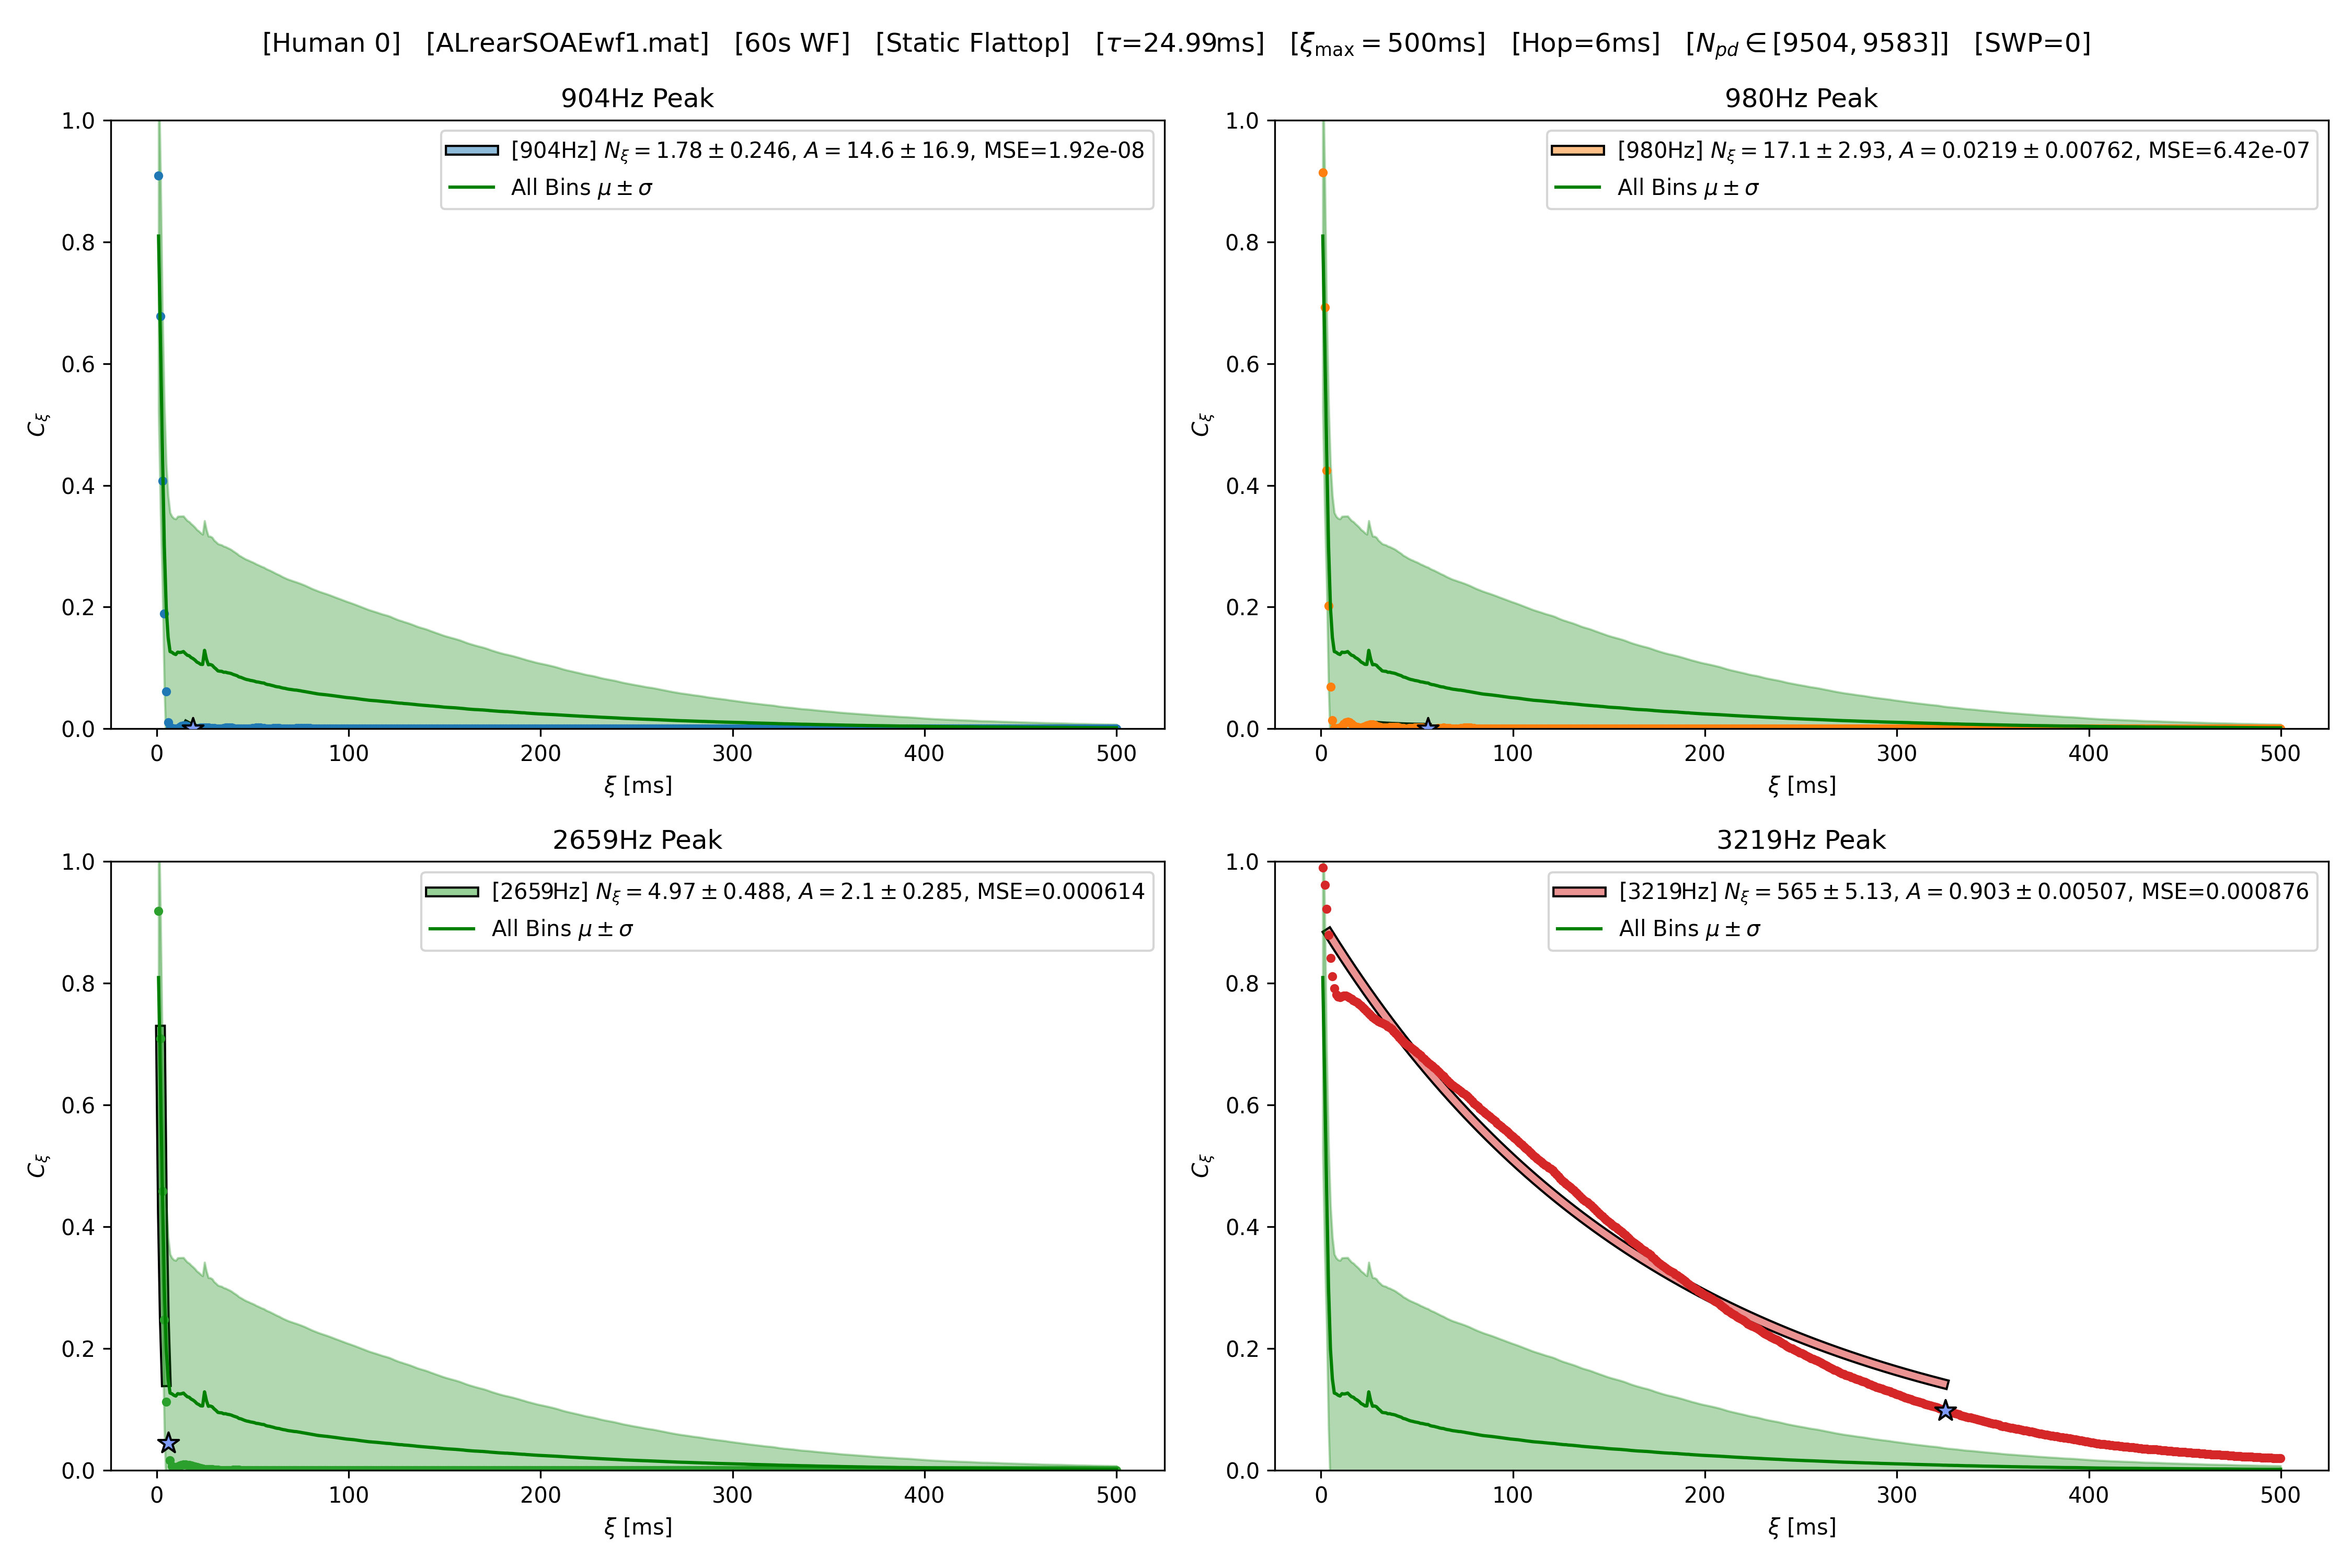 [Human 0]   [ALrearSOAEwf1.mat]   [60s WF]   [Static Flattop]   [τ=24.99ms]   [ξmax = 500ms]   [Hop=6ms]   [Npd ∈ [9504, 9583]]   [SWP=0]
904Hz Peak
[904Hz] Nξ = 1.78 ± 0.246, A = 14.6 ± 16.9, MSE=1.92e-08
All Bins μ ± σ
1.0
0.8
0.6
0.4
0.2
0.0
Cξ
0 100 200 300 400 500
ξ [ms]
980Hz Peak
[980Hz] Nξ = 17.1 ± 2.93, A = 0.0219 ± 0.00762, MSE=6.42e-07
All Bins μ ± σ
1.0
0.8
0.6
0.4
0.2
0.0
Cξ
0 100 200 300 400 500
ξ [ms]
2659Hz Peak
[2659Hz] Nξ = 4.97 ± 0.488, A = 2.1 ± 0.285, MSE=0.000614
All Bins μ ± σ
1.0
0.8
0.6
0.4
0.2
0.0
Cξ
0 100 200 300 400 500
ξ [ms]
3219Hz Peak
[3219Hz] Nξ = 565 ± 5.13, A = 0.903 ± 0.00507, MSE=0.000876
All Bins μ ± σ
1.0
0.8
0.6
0.4
0.2
0.0
Cξ
0 100 200 300 400 500
ξ [ms]